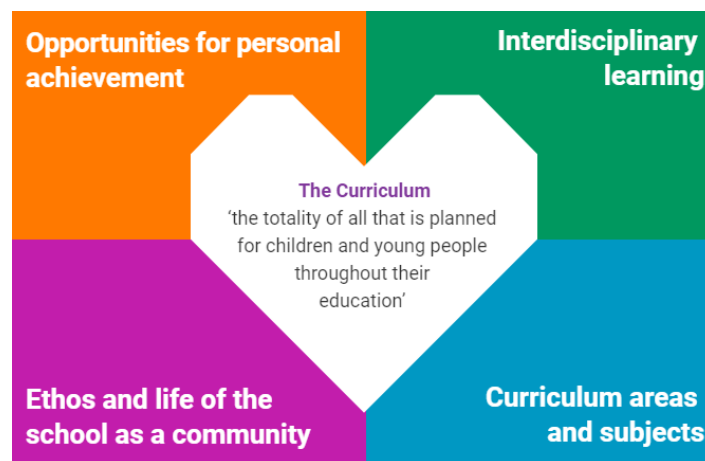 Opportunities for personal
achievement
Interdisciplinary
learning
The Curriculum
‘the totality of all that is planned
for children and young people
throughout their
education’
Ethos and life of the
school as a community
Curriculum areas
and subjects